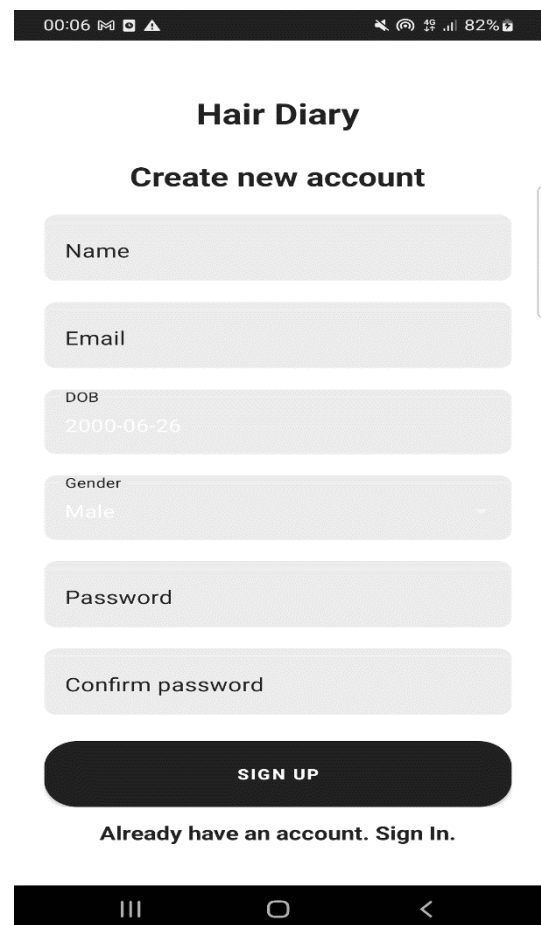 00:06 82%
Hair Diary
Create new account
Name
Email
DOB
2000-06-26
Gender
Male
Password
Confirm password
SIGN UP
Already have an account. Sign In.